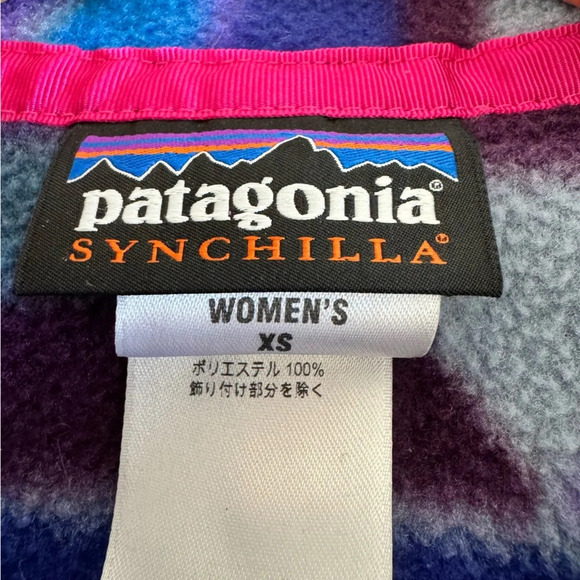 patagonia®
SYNCHILLA®
WOMEN'S
XS
ポリエステル 100%
飾り付け部分を除く